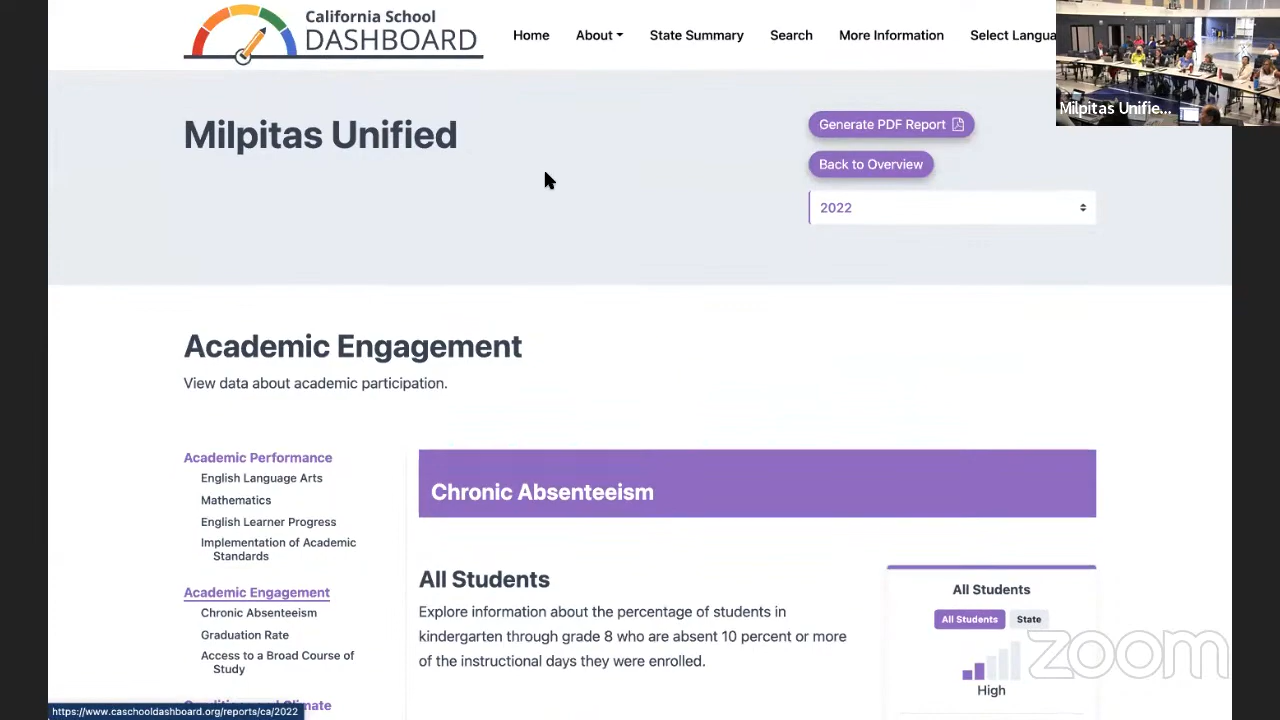 California School
DASHBOARD
Home
About
State Summary
Search
More Information
Select Langua
Milpitas Unifie...
Milpitas Unified
Generate PDF Report
Back to Overview
2022
Academic Engagement
View data about academic participation.
Academic Performance
English Language Arts
Mathematics
English Learner Progress
Implementation of Academic
Standards
Academic Engagement
Chronic Absenteeism
Graduation Rate
Access to a Broad Course of
Study
mate
Chronic Absenteeism
All Students
Explore information about the percentage of students in
kindergarten through grade 8 who are absent 10 percent or more
of the instructional days they were enrolled.
All Students
All Students
State
High
zoom
https://www.caschooldashboard.org/reports/ca/2022